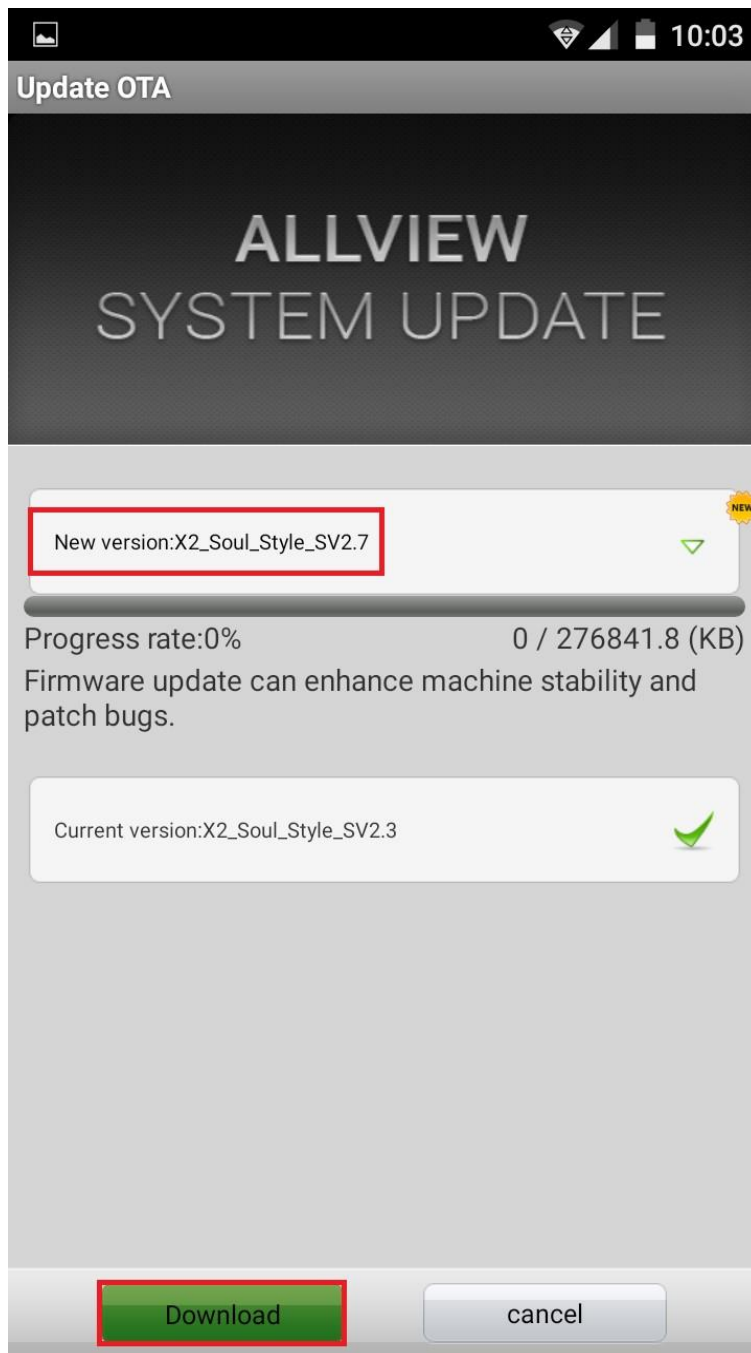 10:03
Update OTA
ALLVIEW
SYSTEM UPDATE
NEW
New version:X2_Soul_Style_SV2.7
Progress rate:0% 0 / 276841.8 (KB)
Firmware update can enhance machine stability and
patch bugs.
Current version:X2_Soul_Style_SV2.3
Download cancel